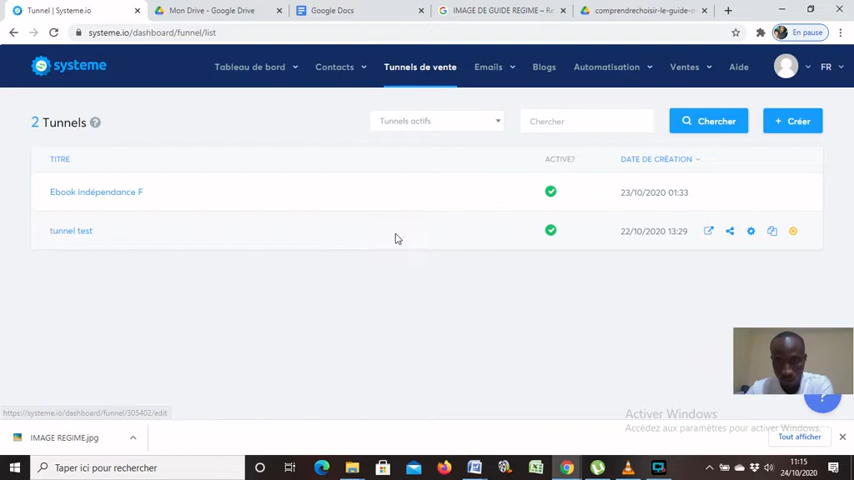 Tunnel | Systeme.io
Mon Drive - Google Drive
Google Docs
IMAGE DE GUIDE REGIME – Re
comprendrechoisir-le-guide-d
systeme.io/dashboard/funnel/list
En pause
systeme
Tableau de bord
Contacts
Tunnels de vente
Emails
Blogs
Automatisation
Ventes
Aide
FR
2 Tunnels ?
Tunnels actifs
Chercher
Chercher
+ Créer
TITRE
ACTIVE?
DATE DE CRÉATION
Ebook indépendance F
23/10/2020 01:33
tunnel test
22/10/2020 13:29
?
https://systeme.io/dashboard/funnel/305402/edit
Activer Windows
Accédez aux paramètres pour activer Windows.
IMAGE REGIME.jpg
Tout afficher
Taper ici pour rechercher
11:15
24/10/2020